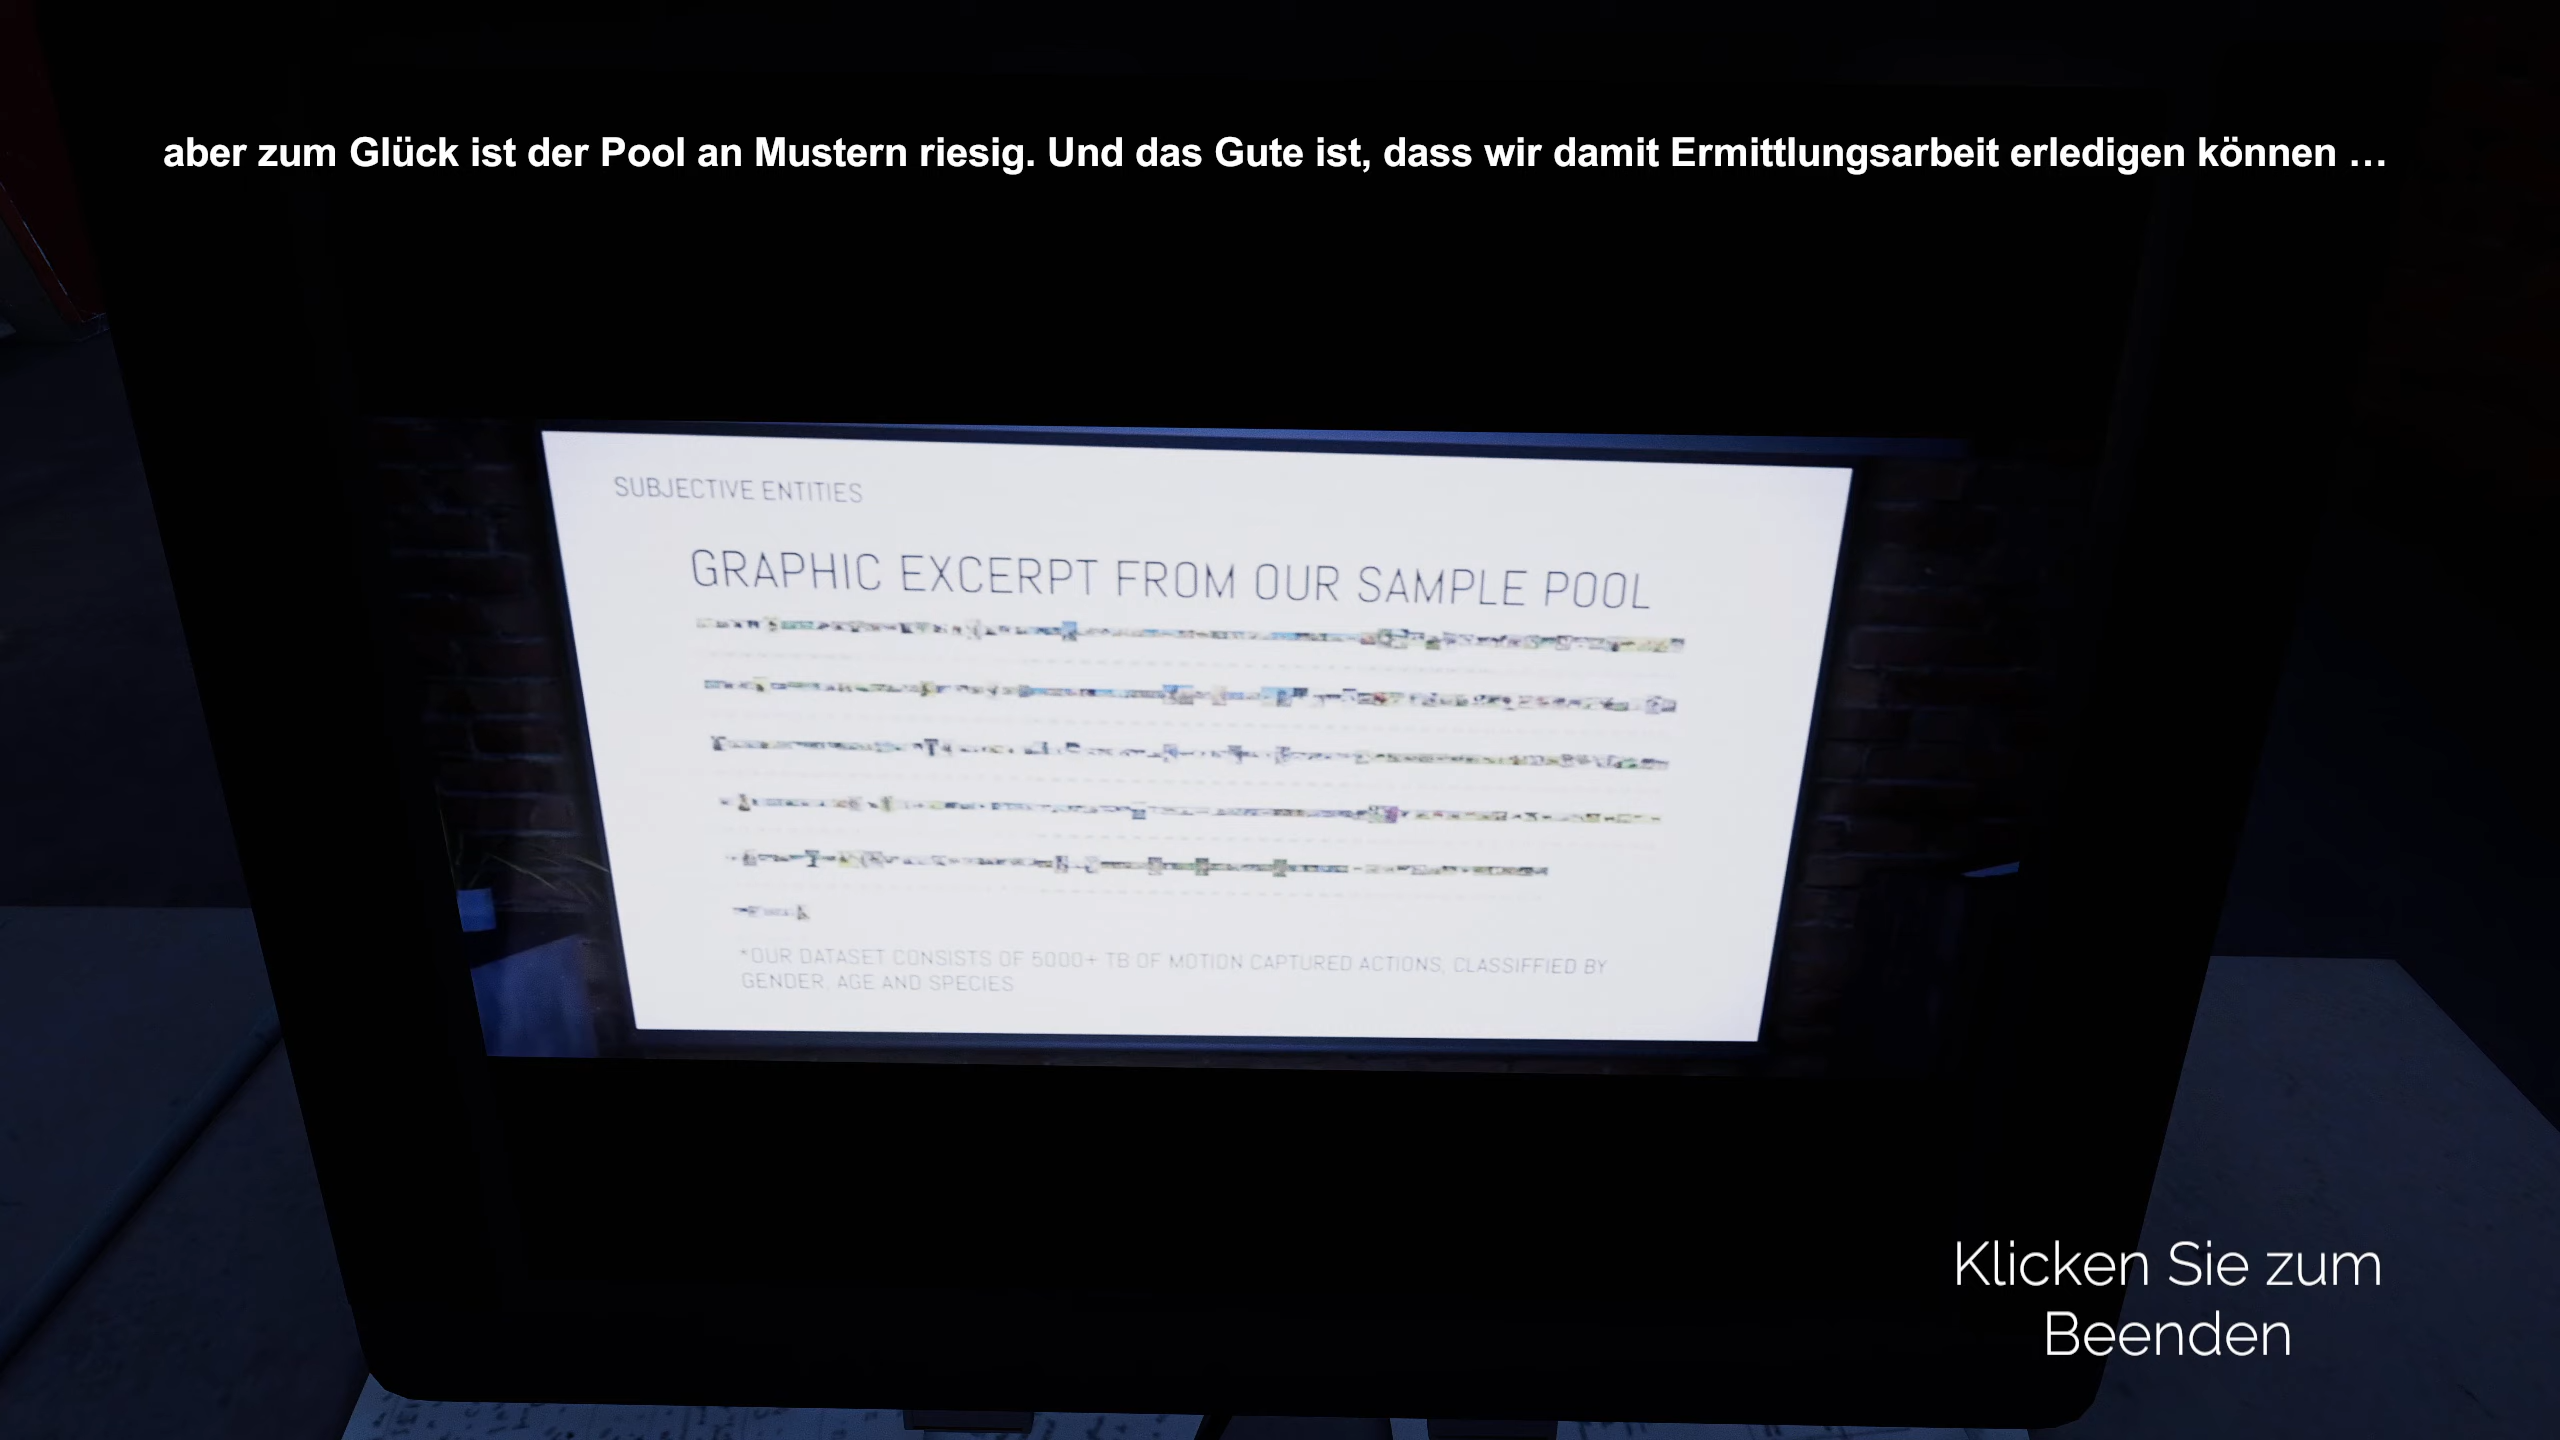 aber zum Glück ist der Pool an Mustern riesig. Und das Gute ist, dass wir damit Ermittlungsarbeit erledigen können …
SUBJECTIVE ENTITIES
GRAPHIC EXCERPT FROM OUR SAMPLE POOL
*OUR DATASET CONSISTS OF 5000+ TB OF MOTION CAPTURED ACTIONS, CLASSIFFIED BY
GENDER, AGE AND SPECIES
Klicken Sie zum
Beenden